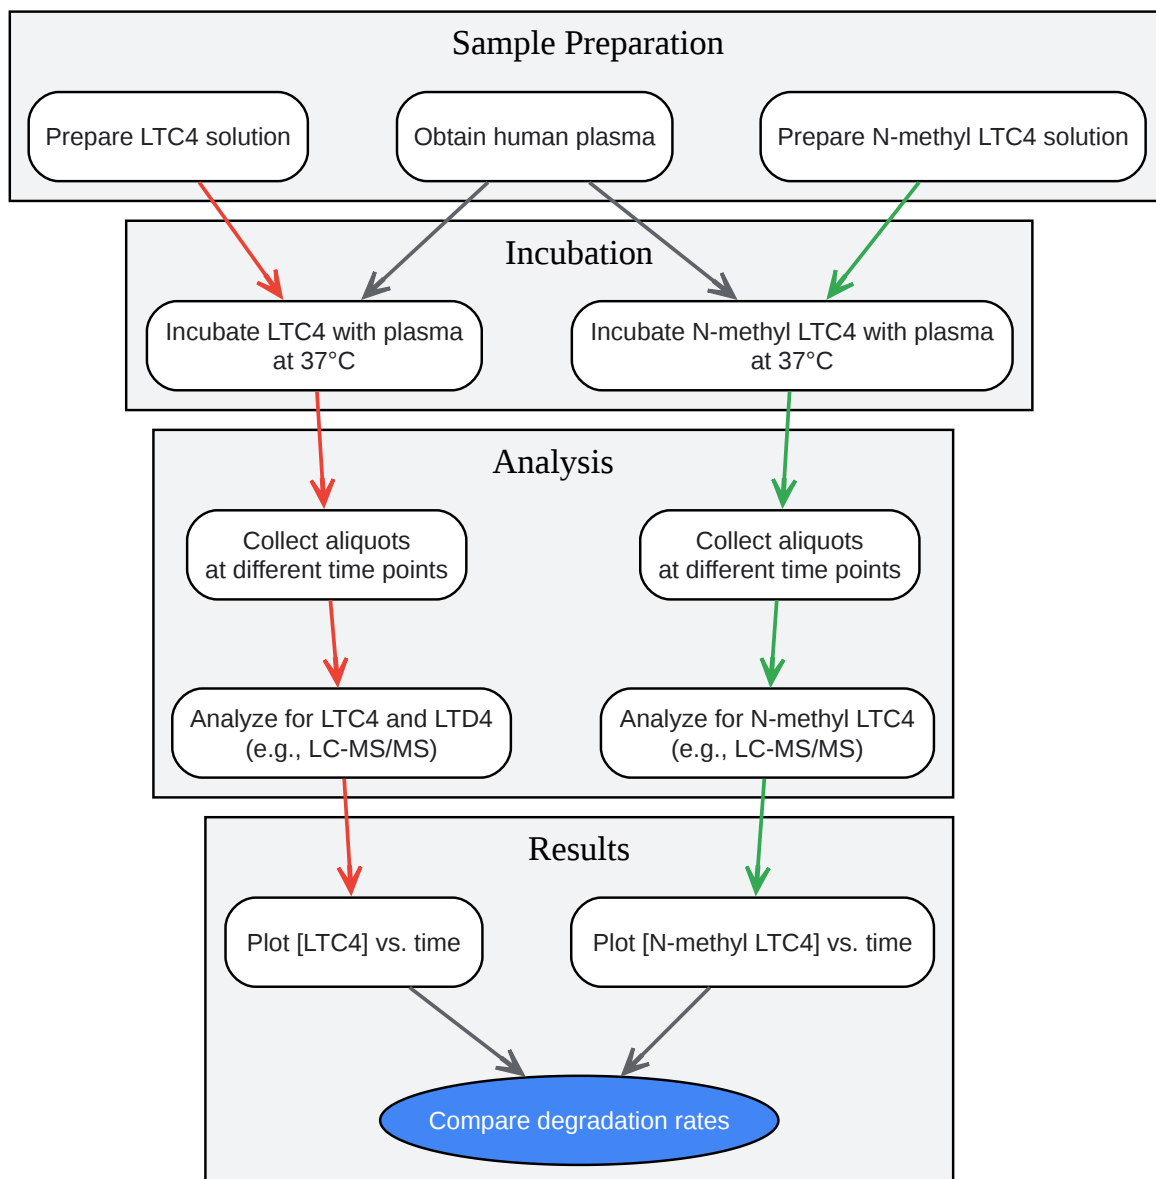 Sample Preparation
Prepare LTC4 solution
Obtain human plasma
Prepare N-methyl LTC4 solution
Incubation
Incubate LTC4 with plasma
at 37°C
Incubate N-methyl LTC4 with plasma
at 37°C
Analysis
Collect aliquots
at different time points
Collect aliquots
at different time points
Analyze for LTC4 and LTD4
(e.g., LC-MS/MS)
Analyze for N-methyl LTC4
(e.g., LC-MS/MS)
Results
Plot [LTC4] vs. time
Plot [N-methyl LTC4] vs. time
Compare degradation rates